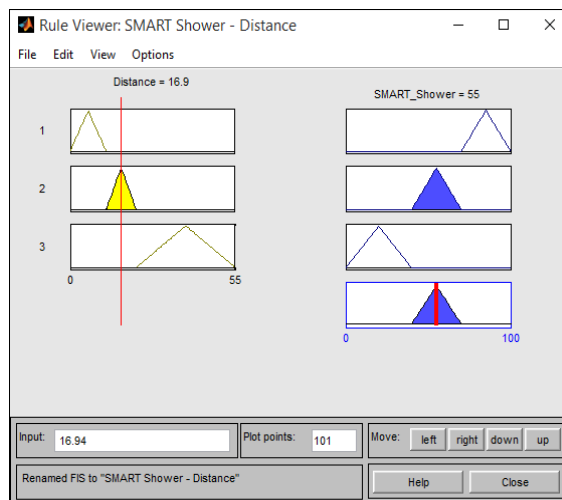 Rule Viewer: SMART Shower - Distance
File Edit View Options
Distance = 16.9
SMART_Shower = 55
1
2
3
0 55
0 100
Input: 16.94 Plot points: 101 Move: left right down up
Renamed FIS to "SMART Shower - Distance" Help Close